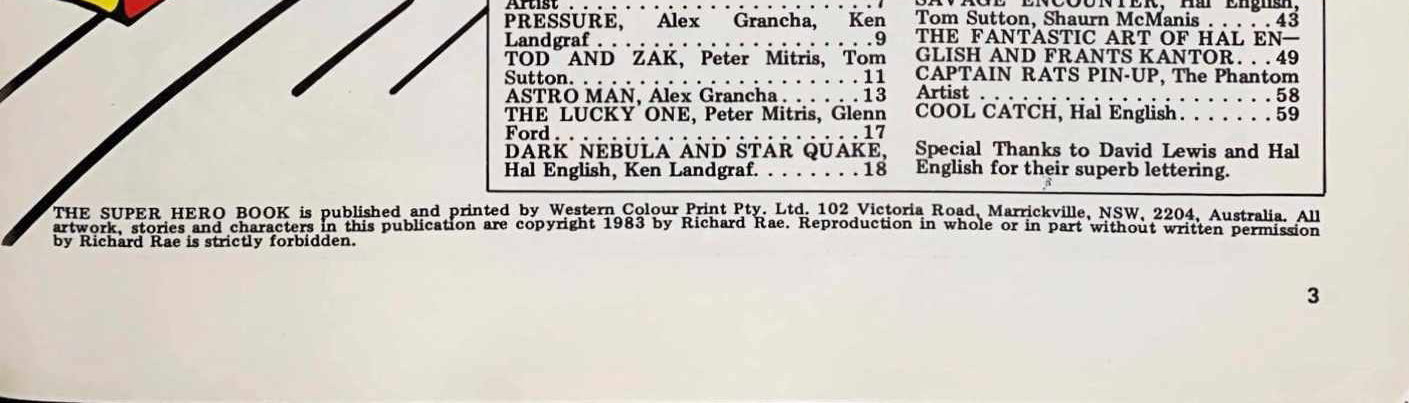 Artist . . . . . . . . . . . . . . . . . . . . . . 7
PRESSURE, Alex Grancha, Ken
Landgraf . . . . . . . . . . . . . . . . . . . . 9
TOD AND ZAK, Peter Mitris, Tom
Sutton. . . . . . . . . . . . . . . . . . . . . 11
ASTRO MAN, Alex Grancha . . . . . . 13
THE LUCKY ONE, Peter Mitris, Glenn
Ford . . . . . . . . . . . . . . . . . . . . . . 17
DARK NEBULA AND STAR QUAKE,
Hal English, Ken Landgraf. . . . . . . . 18
SAVAGE ENCOUNTER, Hal English,
Tom Sutton, Shaurn McManis . . . . . 43
THE FANTASTIC ART OF HAL EN—
GLISH AND FRANTS KANTOR. . . 49
CAPTAIN RATS PIN-UP, The Phantom
Artist . . . . . . . . . . . . . . . . . . . . . 58
COOL CATCH, Hal English. . . . . . . 59
Special Thanks to David Lewis and Hal
English for their superb lettering.
THE SUPER HERO BOOK is published and printed by Western Colour Print Pty. Ltd. 102 Victoria Road, Marrickville, NSW, 2204, Australia. All
artwork, stories and characters in this publication are copyright 1983 by Richard Rae. Reproduction in whole or in part without written permission
by Richard Rae is strictly forbidden.
3